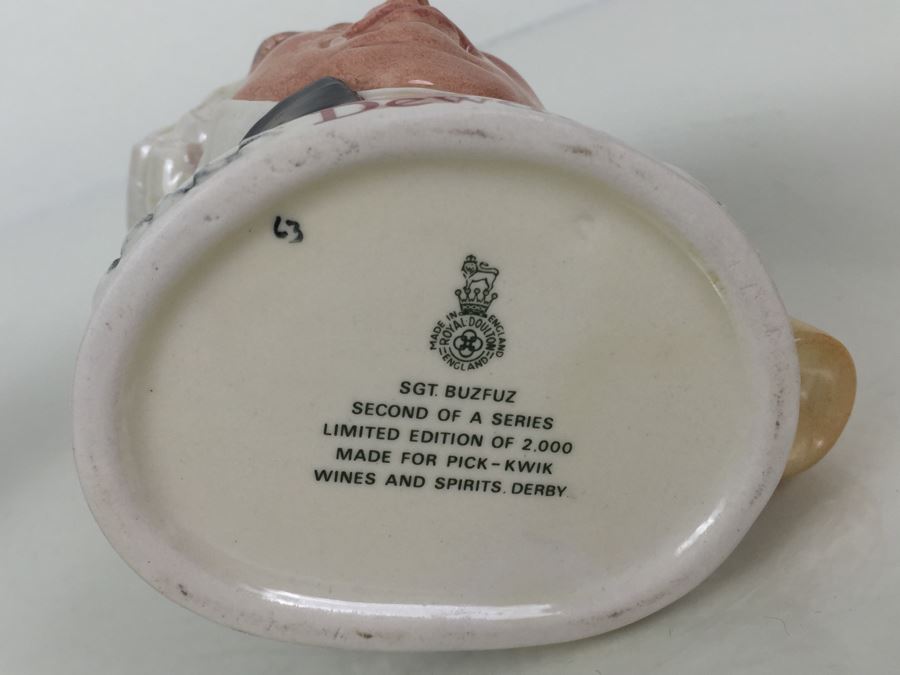 Dew
63
MADE IN ENGLAND
ROYAL DOULTON
ENGLAND
SGT. BUZFUZ
SECOND OF A SERIES
LIMITED EDITION OF 2,000
MADE FOR PICK-KWIK
WINES AND SPIRITS. DERBY